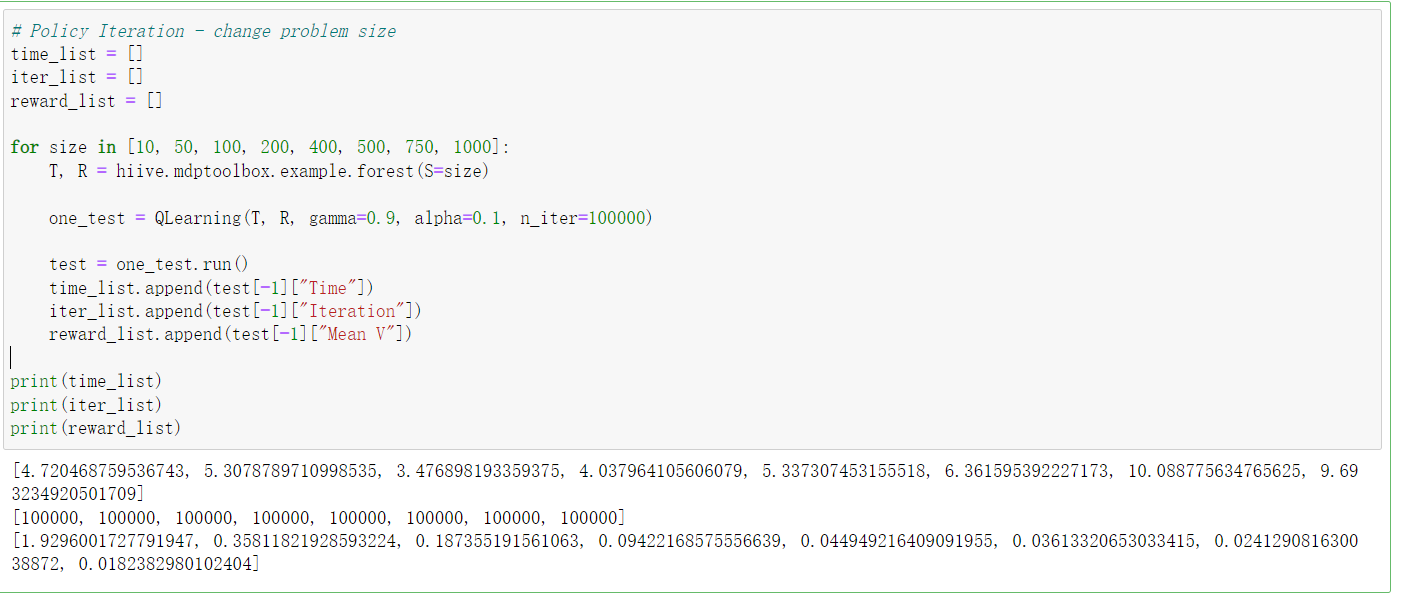 # Policy Iteration - change problem size
time_list = []
iter_list = []
reward_list = []
for size in [10, 50, 100, 200, 400, 500, 750, 1000]:
    T, R = hiive.mdptoolbox.example.forest(S=size)
    one_test = QLearning(T, R, gamma=0.9, alpha=0.1, n_iter=100000)
    test = one_test.run()
    time_list.append(test[-1]["Time"])
    iter_list.append(test[-1]["Iteration"])
    reward_list.append(test[-1]["Mean V"])
print(time_list)
print(iter_list)
print(reward_list)
[4.720468759536743, 5.3078789710998535, 3.476898193359375, 4.037964105606079, 5.337307453155518, 6.361595392227173, 10.088775634765625, 9.69
3234920501709]
[100000, 100000, 100000, 100000, 100000, 100000, 100000, 100000]
[1.9296001727791947, 0.35811821928593224, 0.187355191561063, 0.09422168575556639, 0.044949216409091955, 0.03613320653033415, 0.0241290816300
38872, 0.0182382980102404]